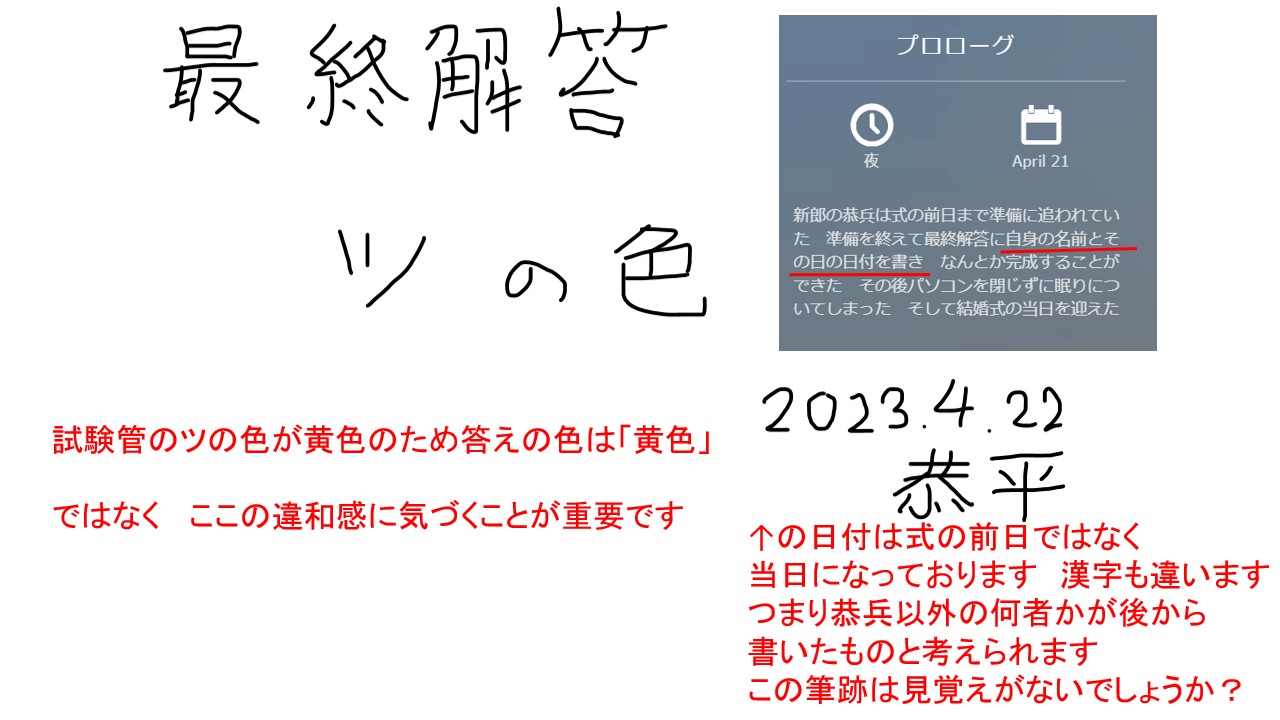 最終解答
ツの色
プロローグ
夜
April 21
新郎の恭兵は式の前日まで準備に追われてい
た　準備を終えて最終解答に自身の名前とそ
の日の日付を書き　なんとか完成することが
できた　その後パソコンを閉じずに眠りにつ
いてしまった　そして結婚式の当日を迎えた
試験管のツの色が黄色のため答えの色は「黄色」
ではなく　ここの違和感に気づくことが重要です
2023.4.22
恭平
↑の日付は式の前日ではなく
当日になっております　漢字も違います
つまり恭兵以外の何者かが後から
書いたものと考えられます
この筆跡は見覚えがないでしょうか？